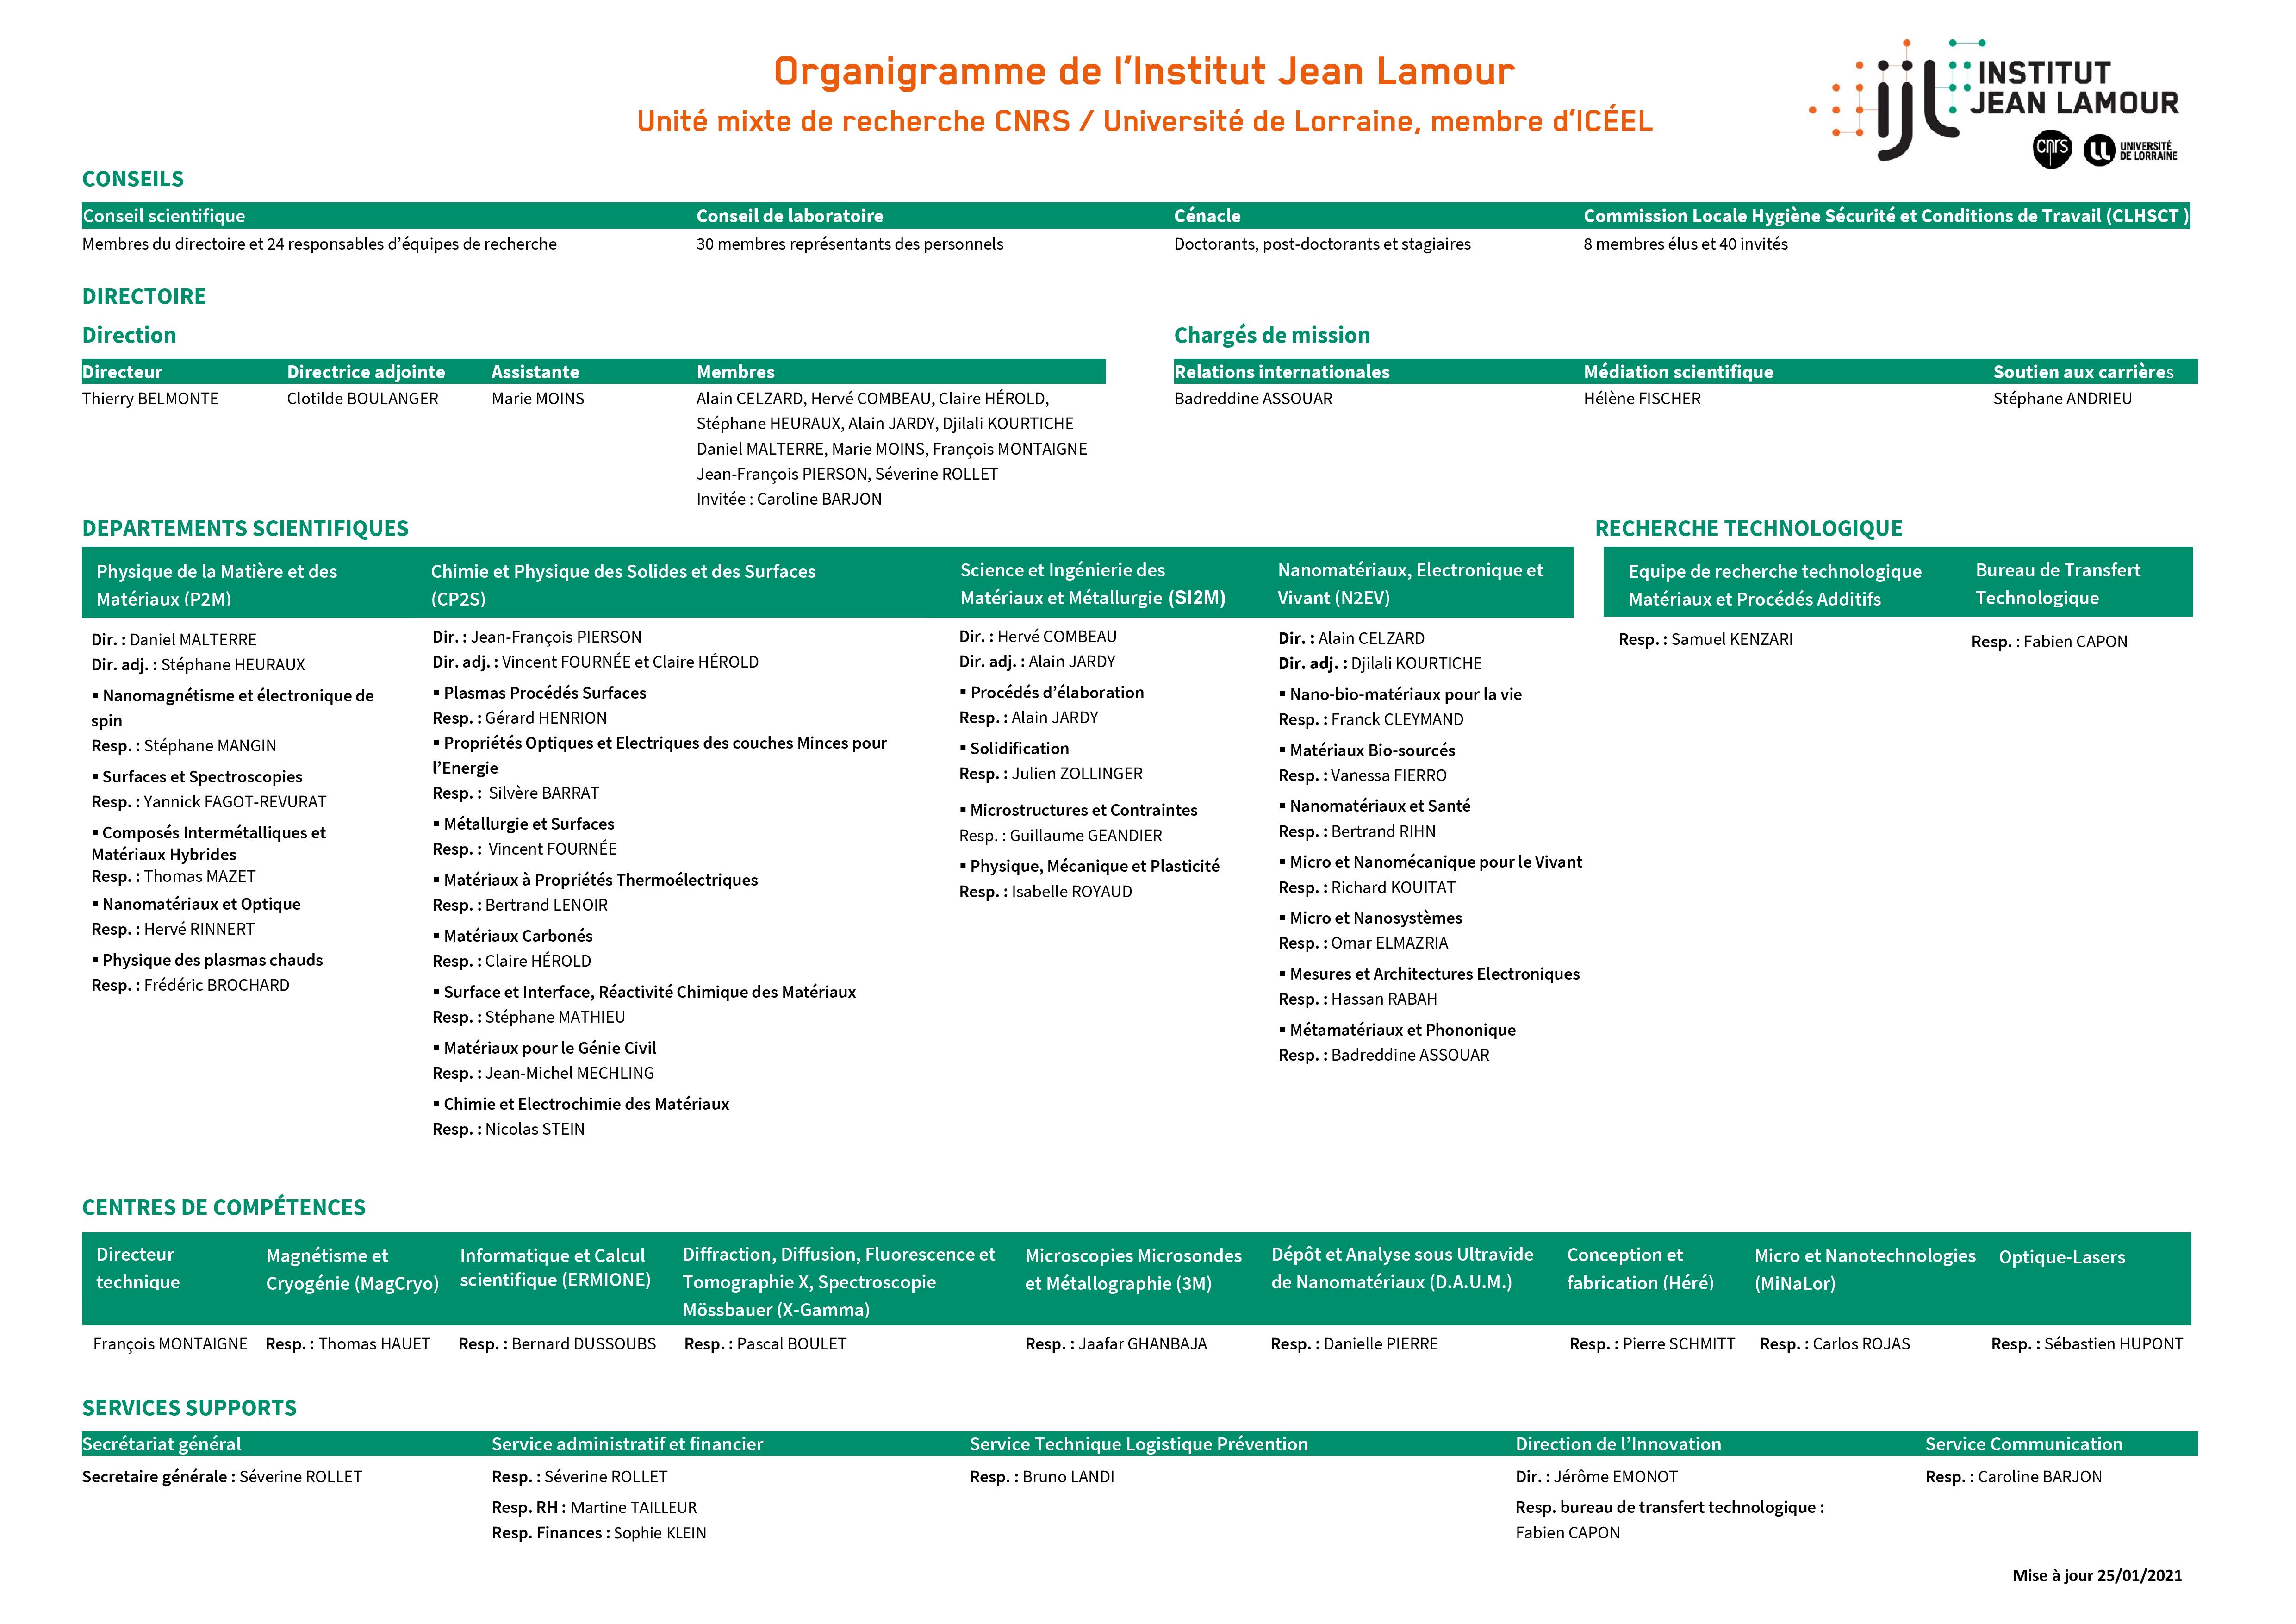 Organigramme de l'Institut Jean Lamour
Unité mixte de recherche CNRS / Université de Lorraine, membre d'ICÉEL
ijl INSTITUT
JEAN LAMOUR
cnrs UNIVERSITÉ
DE LORRAINE
CONSEILS
Conseil scientifique
Membres du directoire et 24 responsables d'équipes de recherche
Conseil de laboratoire
30 membres représentants des personnels
Cénacle
Doctorants, post-doctorants et stagiaires
Commission Locale Hygiène Sécurité et Conditions de Travail (CLHSCT )
8 membres élus et 40 invités
DIRECTOIRE
Direction
Directeur
Thierry BELMONTE
Directrice adjointe
Clotilde BOULANGER
Assistante
Marie MOINS
Membres
Alain CELZARD, Hervé COMBEAU, Claire HÉROLD,
Stéphane HEURAUX, Alain JARDY, Djilali KOURTICHE
Daniel MALTERRE, Marie MOINS, François MONTAIGNE
Jean-François PIERSON, Séverine ROLLET
Invitée : Caroline BARJON
Chargés de mission
Relations internationales
Badreddine ASSOUAR
Médiation scientifique
Hélène FISCHER
Soutien aux carrières
Stéphane ANDRIEU
DEPARTEMENTS SCIENTIFIQUES
Physique de la Matière et des
Matériaux (P2M)
Dir. : Daniel MALTERRE
Dir. adj. : Stéphane HEURAUX
▪ Nanomagnétisme et électronique de
spin
Resp. : Stéphane MANGIN
▪ Surfaces et Spectroscopies
Resp. : Yannick FAGOT-REVURAT
▪ Composés Intermétalliques et
Matériaux Hybrides
Resp. : Thomas MAZET
▪ Nanomatériaux et Optique
Resp. : Hervé RINNERT
▪ Physique des plasmas chauds
Resp. : Frédéric BROCHARD
Chimie et Physique des Solides et des Surfaces
(CP2S)
Dir. : Jean-François PIERSON
Dir. adj. : Vincent FOURNÉE et Claire HÉROLD
▪ Plasmas Procédés Surfaces
Resp. : Gérard HENRION
▪ Propriétés Optiques et Electriques des couches Minces pour
l'Energie
Resp. : Silvère BARRAT
▪ Métallurgie et Surfaces
Resp. : Vincent FOURNÉE
▪ Matériaux à Propriétés Thermoélectriques
Resp. : Bertrand LENOIR
▪ Matériaux Carbonés
Resp. : Claire HÉROLD
▪ Surface et Interface, Réactivité Chimique des Matériaux
Resp. : Stéphane MATHIEU
▪ Matériaux pour le Génie Civil
Resp. : Jean-Michel MECHLING
▪ Chimie et Electrochimie des Matériaux
Resp. : Nicolas STEIN
Science et Ingénierie des
Matériaux et Métallurgie (SI2M)
Dir. : Hervé COMBEAU
Dir. adj. : Alain JARDY
▪ Procédés d'élaboration
Resp. : Alain JARDY
▪ Solidification
Resp. : Julien ZOLLINGER
▪ Microstructures et Contraintes
Resp. : Guillaume GEANDIER
▪ Physique, Mécanique et Plasticité
Resp. : Isabelle ROYAUD
Nanomatériaux, Electronique et
Vivant (N2EV)
Dir. : Alain CELZARD
Dir. adj. : Djilali KOURTICHE
▪ Nano-bio-matériaux pour la vie
Resp. : Franck CLEYMAND
▪ Matériaux Bio-sourcés
Resp. : Vanessa FIERRO
▪ Nanomatériaux et Santé
Resp. : Bertrand RIHN
▪ Micro et Nanomécanique pour le Vivant
Resp. : Richard KOUITAT
▪ Micro et Nanosystèmes
Resp. : Omar ELMAZRIA
▪ Mesures et Architectures Electroniques
Resp. : Hassan RABAH
▪ Métamatériaux et Phononique
Resp. : Badreddine ASSOUAR
RECHERCHE TECHNOLOGIQUE
Equipe de recherche technologique
Matériaux et Procédés Additifs
Resp. : Samuel KENZARI
Bureau de Transfert
Technologique
Resp. : Fabien CAPON
CENTRES DE COMPÉTENCES
Directeur
technique
François MONTAIGNE
Magnétisme et
Cryogénie (MagCryo)
Resp. : Thomas HAUET
Informatique et Calcul
scientifique (ERMIONE)
Resp. : Bernard DUSSOUBS
Diffraction, Diffusion, Fluorescence et
Tomographie X, Spectroscopie
Mössbauer (X-Gamma)
Resp. : Pascal BOULET
Microscopies Microsondes
et Métallographie (3M)
Resp. : Jaafar GHANBAJA
Dépôt et Analyse sous Ultravide
de Nanomatériaux (D.A.U.M.)
Resp. : Danielle PIERRE
Conception et
fabrication (Héré)
Resp. : Pierre SCHMITT
Micro et Nanotechnologies
(MiNaLor)
Resp. : Carlos ROJAS
Optique-Lasers
Resp. : Sébastien HUPONT
SERVICES SUPPORTS
Secrétariat général
Secretaire générale : Séverine ROLLET
Service administratif et financier
Resp. : Séverine ROLLET
Resp. RH : Martine TAILLEUR
Resp. Finances : Sophie KLEIN
Service Technique Logistique Prévention
Resp. : Bruno LANDI
Direction de l'Innovation
Dir. : Jérôme EMONOT
Resp. bureau de transfert technologique :
Fabien CAPON
Service Communication
Resp. : Caroline BARJON
Mise à jour 25/01/2021